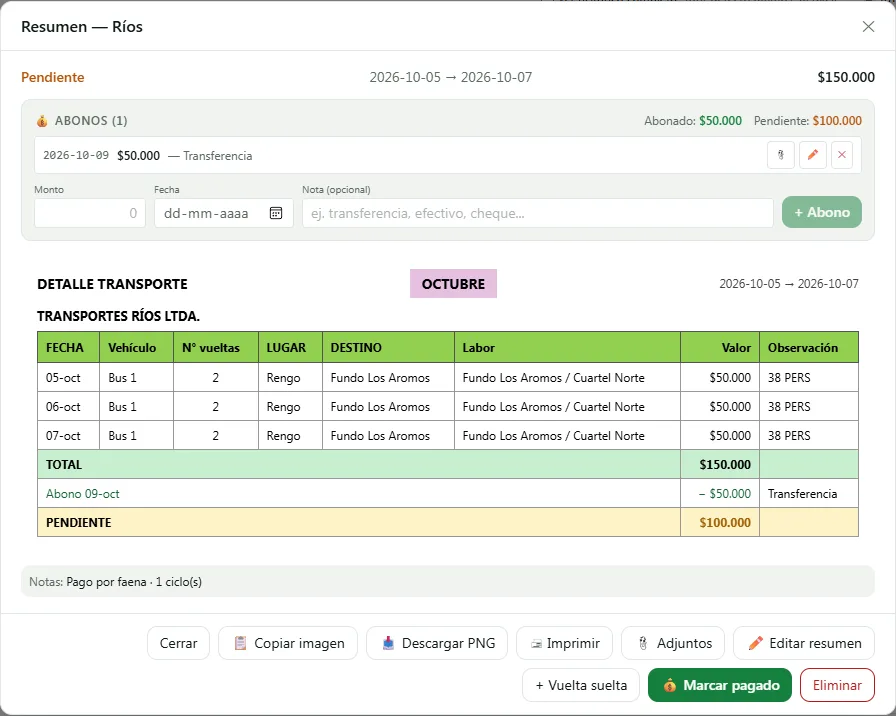 Resumen — Ríos
Pendiente 2026-10-05 → 2026-10-07 $150.000
ABONOS (1) Abonado: $50.000 Pendiente: $100.000
2026-10-09 $50.000 — Transferencia
Monto Fecha Nota (opcional)
0 dd-mm-aaaa ej. transferencia, efectivo, cheque... + Abono
DETALLE TRANSPORTE OCTUBRE 2026-10-05 → 2026-10-07
TRANSPORTES RÍOS LTDA.
FECHA Vehículo N° vueltas LUGAR DESTINO Labor Valor Observación
05-oct Bus 1 2 Rengo Fundo Los Aromos Fundo Los Aromos / Cuartel Norte $50.000 38 PERS
06-oct Bus 1 2 Rengo Fundo Los Aromos Fundo Los Aromos / Cuartel Norte $50.000 38 PERS
07-oct Bus 1 2 Rengo Fundo Los Aromos Fundo Los Aromos / Cuartel Norte $50.000 38 PERS
TOTAL $150.000
Abono 09-oct − $50.000 Transferencia
PENDIENTE $100.000
Notas: Pago por faena · 1 ciclo(s)
Cerrar Copiar imagen Descargar PNG Imprimir Adjuntos Editar resumen
+ Vuelta suelta Marcar pagado Eliminar